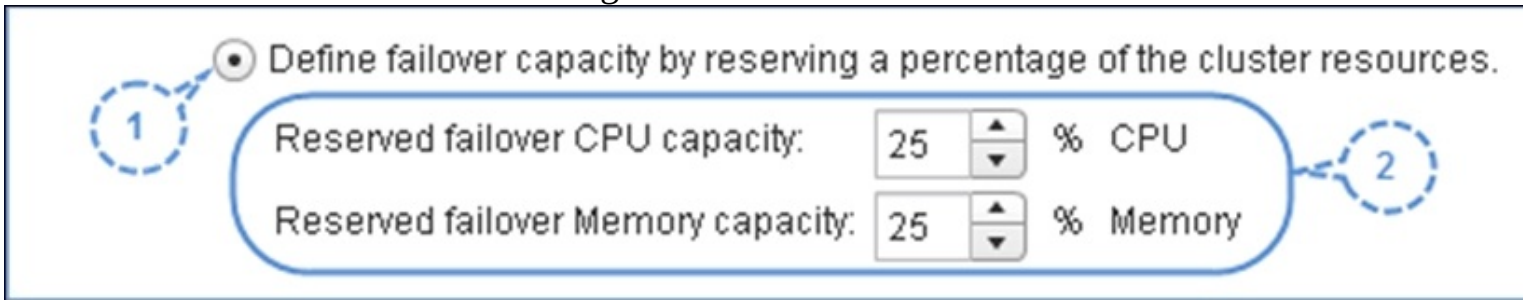 Define failover capacity by reserving a percentage of the cluster resources.
1
Reserved failover CPU capacity: 25 % CPU
2
Reserved failover Memory capacity: 25 % Memory